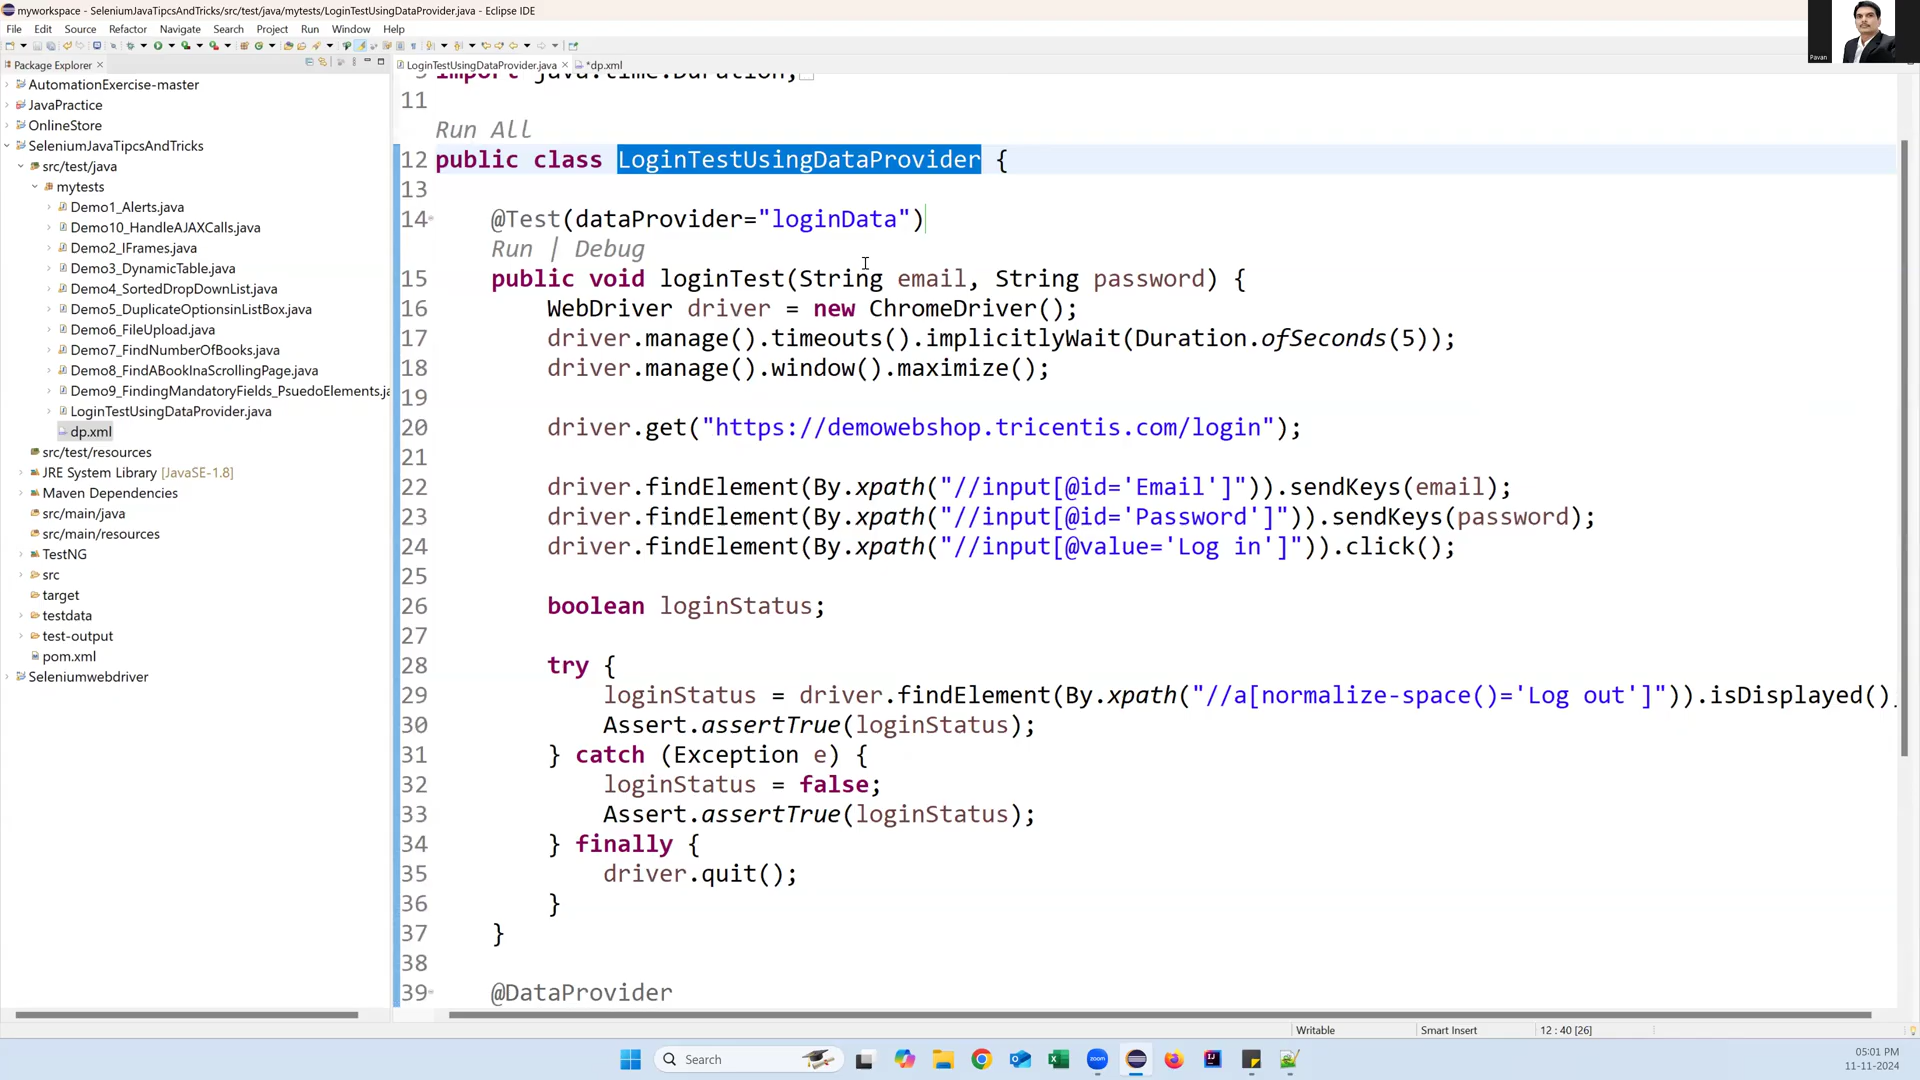 myworkspace - SeleniumJavaTipcsAndTricks/src/test/java/mytests/LoginTestUsingDataProvider.java - Eclipse IDE
File Edit Source Refactor Navigate Search Project Run Window Help
Package Explorer
LoginTestUsingDataProvider.java *dp.xml
AutomationExercise-master
JavaPractice
OnlineStore
SeleniumJavaTipcsAndTricks
src/test/java
mytests
Demo1_Alerts.java
Demo10_HandleAJAXCalls.java
Demo2_IFrames.java
Demo3_DynamicTable.java
Demo4_SortedDropDownList.java
Demo5_DuplicateOptionsinListBox.java
Demo6_FileUpload.java
Demo7_FindNumberOfBooks.java
Demo8_FindABookInaScrollingPage.java
Demo9_FindingMandatoryFields_PsuedoElements.ja
LoginTestUsingDataProvider.java
dp.xml
src/test/resources
JRE System Library [JavaSE-1.8]
Maven Dependencies
src/main/java
src/main/resources
TestNG
src
target
testdata
test-output
pom.xml
Seleniumwebdriver
9 import java.time.Duration;
11
Run All
12 public class LoginTestUsingDataProvider {
13
14 @Test(dataProvider="loginData")
Run | Debug
15 public void loginTest(String email, String password) {
16 WebDriver driver = new ChromeDriver();
17 driver.manage().timeouts().implicitlyWait(Duration.ofSeconds(5));
18 driver.manage().window().maximize();
19
20 driver.get("https://demowebshop.tricentis.com/login");
21
22 driver.findElement(By.xpath("//input[@id='Email']")).sendKeys(email);
23 driver.findElement(By.xpath("//input[@id='Password']")).sendKeys(password);
24 driver.findElement(By.xpath("//input[@value='Log in']")).click();
25
26 boolean loginStatus;
27
28 try {
29 loginStatus = driver.findElement(By.xpath("//a[normalize-space()='Log out']")).isDisplayed();
30 Assert.assertTrue(loginStatus);
31 } catch (Exception e) {
32 loginStatus = false;
33 Assert.assertTrue(loginStatus);
34 } finally {
35 driver.quit();
36 }
37 }
38
39 @DataProvider
Writable Smart Insert 12 : 40 [26]
Search
zoom
05:01 PM
11-11-2024
Pavan